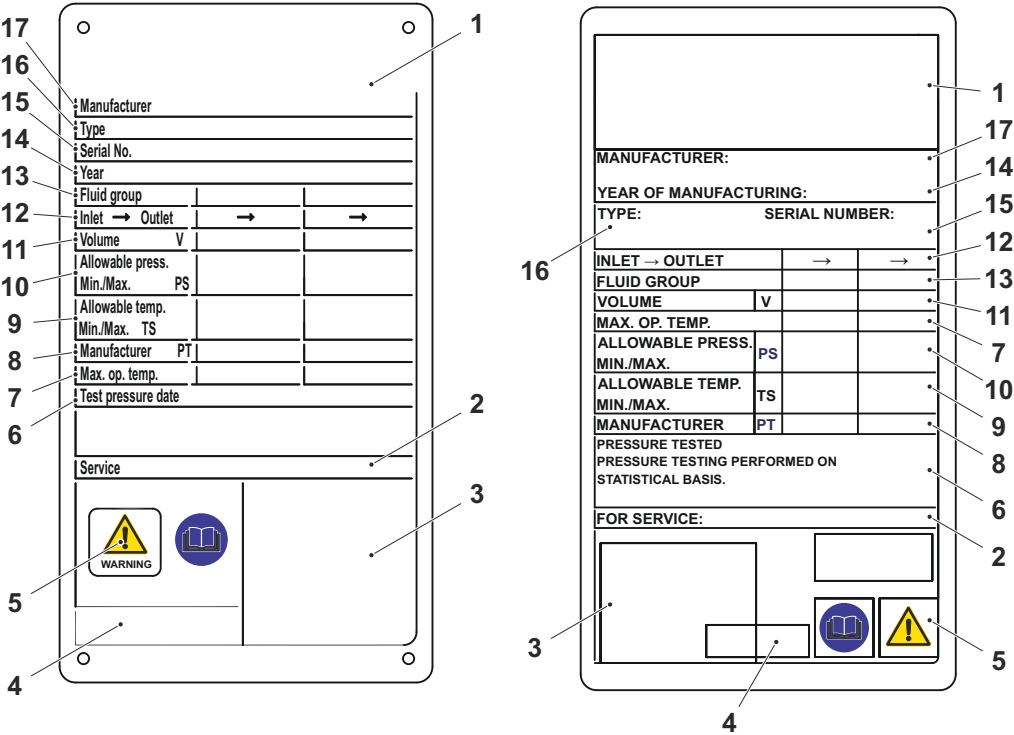 17
16
15
14
13
12
11
10
9
8
7
6
5
4
1
2
3
Manufacturer
Type
Serial No.
Year
Fluid group
Inlet → Outlet → →
Volume V
Allowable press.
Min./Max. PS
Allowable temp.
Min./Max. TS
Manufacturer PT
Max. op. temp.
Test pressure date
Service
WARNING
MANUFACTURER:
YEAR OF MANUFACTURING:
TYPE: SERIAL NUMBER:
INLET → OUTLET → →
FLUID GROUP
VOLUME V
MAX. OP. TEMP.
ALLOWABLE PRESS.
MIN./MAX. PS
ALLOWABLE TEMP.
MIN./MAX. TS
MANUFACTURER PT
PRESSURE TESTED
PRESSURE TESTING PERFORMED ON
STATISTICAL BASIS.
FOR SERVICE:
16
3
4
1
17
14
15
12
13
11
7
10
9
8
6
2
5